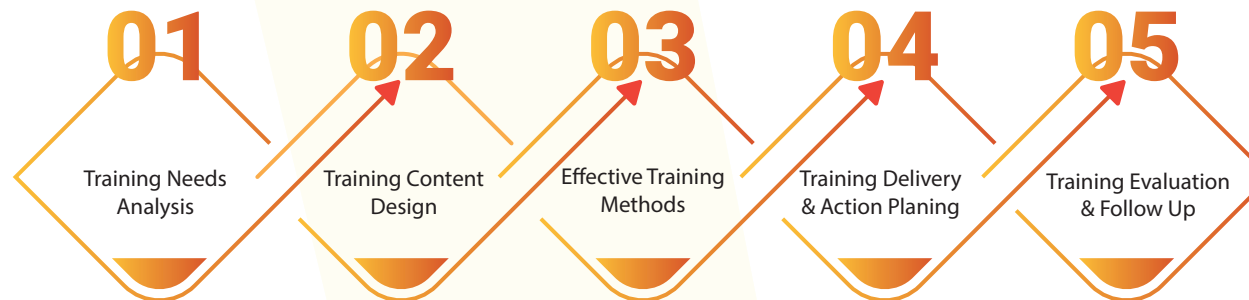 01
Training Needs
Analysis
02
Training Content
Design
03
Effective Training
Methods
04
Training Delivery
& Action Planing
05
Training Evaluation
& Follow Up